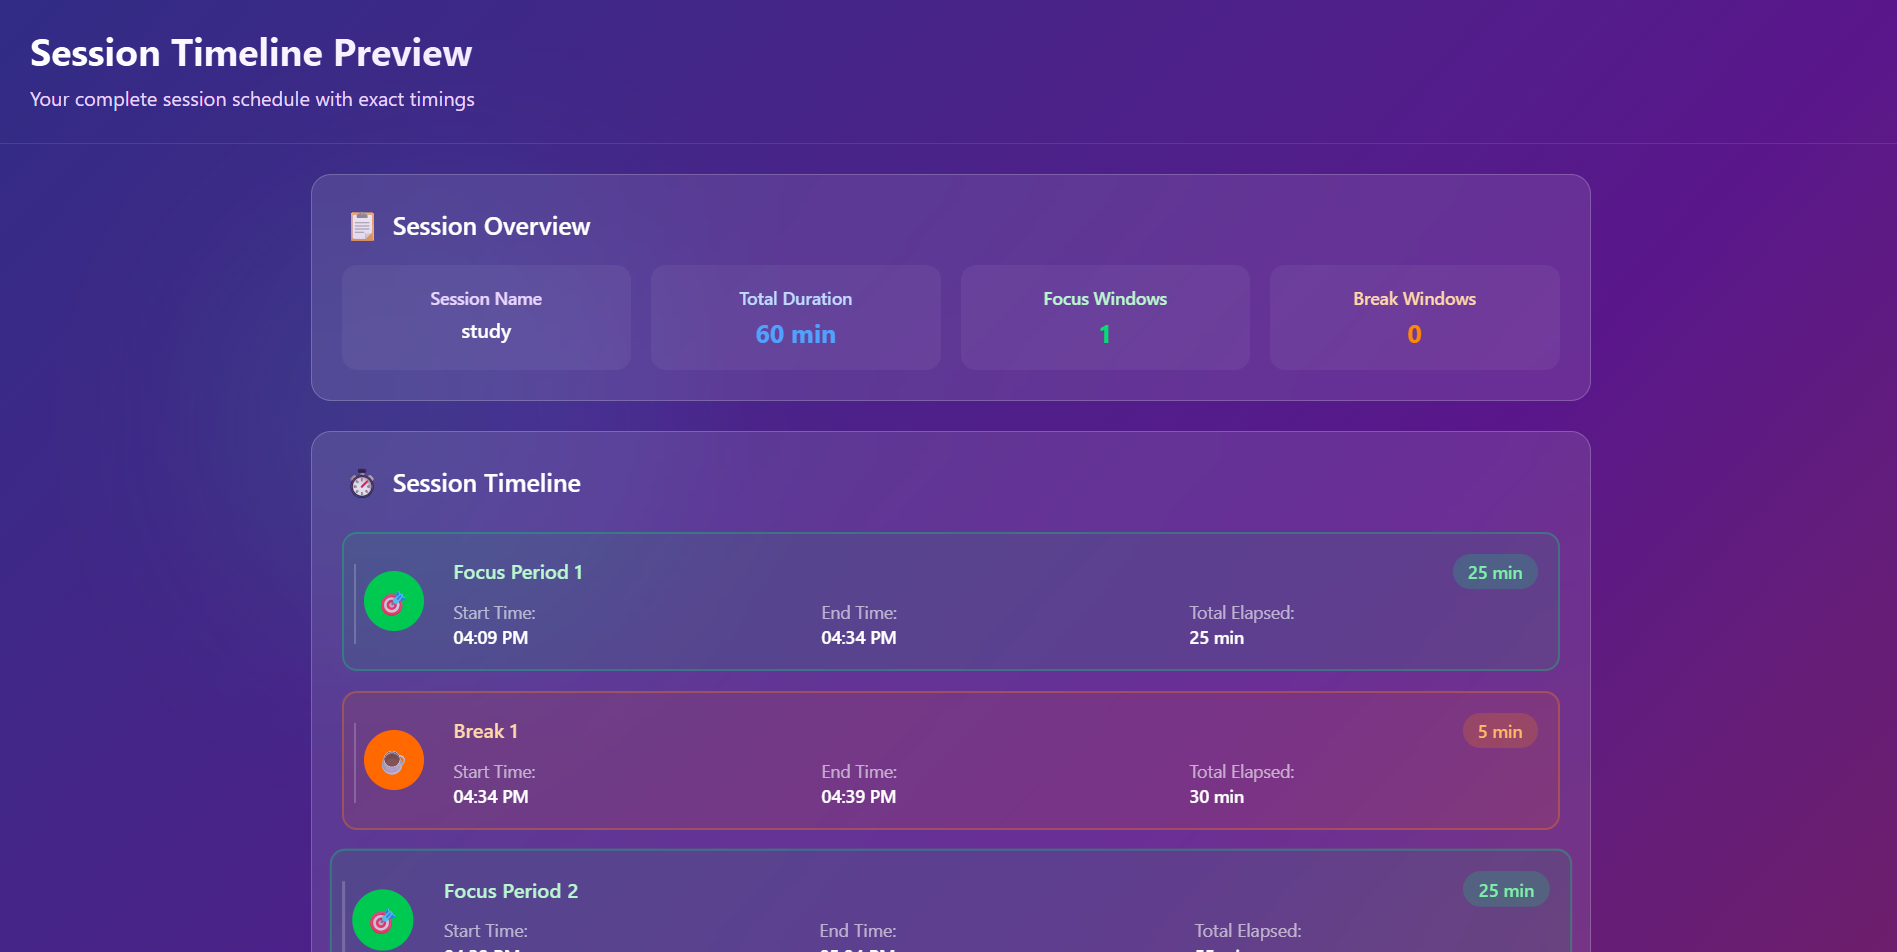 Session Timeline Preview
Your complete session schedule with exact timings
Session Overview
Session Name
study
Total Duration
60 min
Focus Windows
1
Break Windows
0
Session Timeline
Focus Period 1
25 min
Start Time:
04:09 PM
End Time:
04:34 PM
Total Elapsed:
25 min
Break 1
5 min
Start Time:
04:34 PM
End Time:
04:39 PM
Total Elapsed:
30 min
Focus Period 2
25 min
Start Time:
End Time:
Total Elapsed: